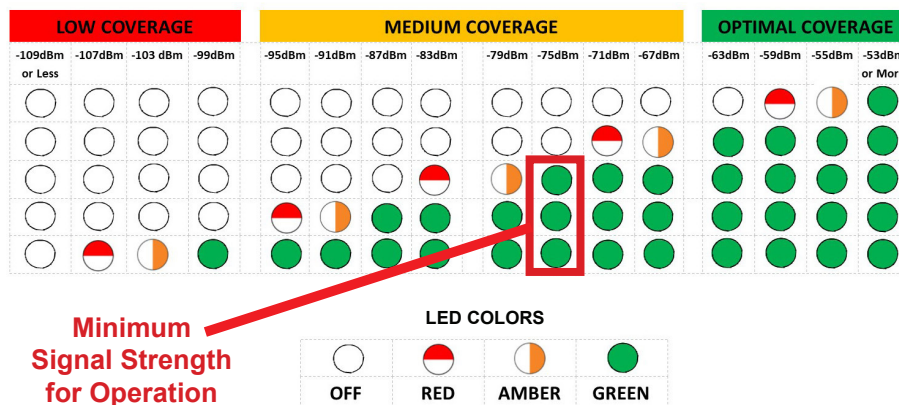 LOW COVERAGE MEDIUM COVERAGE OPTIMAL COVERAGE
-109dBm -107dBm -103 dBm -99dBm -95dBm -91dBm -87dBm -83dBm -79dBm -75dBm -71dBm -67dBm -63dBm -59dBm -55dBm -53dBm
or Less or Mor
Minimum
Signal Strength
for Operation
LED COLORS
OFF RED AMBER GREEN